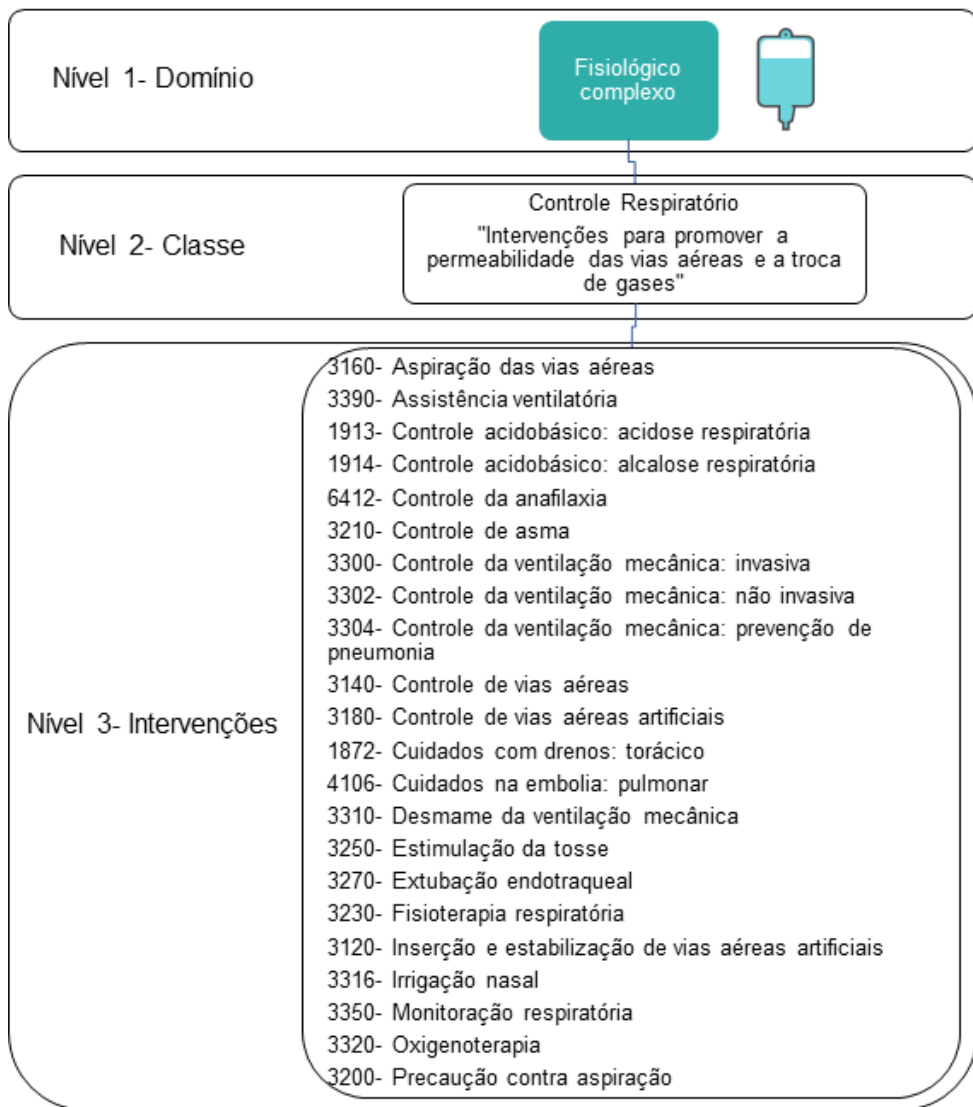 Nível 1- Domínio
Fisiológico
complexo
Nível 2- Classe
Controle Respiratório
"Intervenções para promover a
permeabilidade das vias aéreas e a troca
de gases"
Nível 3- Intervenções
3160- Aspiração das vias aéreas
3390- Assistência ventilatória
1913- Controle acidobásico: acidose respiratória
1914- Controle acidobásico: alcalose respiratória
6412- Controle da anafilaxia
3210- Controle de asma
3300- Controle da ventilação mecânica: invasiva
3302- Controle da ventilação mecânica: não invasiva
3304- Controle da ventilação mecânica: prevenção de
pneumonia
3140- Controle de vias aéreas
3180- Controle de vias aéreas artificiais
1872- Cuidados com drenos: torácico
4106- Cuidados na embolia: pulmonar
3310- Desmame da ventilação mecânica
3250- Estimulação da tosse
3270- Extubação endotraqueal
3230- Fisioterapia respiratória
3120- Inserção e estabilização de vias aéreas artificiais
3316- Irrigação nasal
3350- Monitoração respiratória
3320- Oxigenoterapia
3200- Precaução contra aspiração